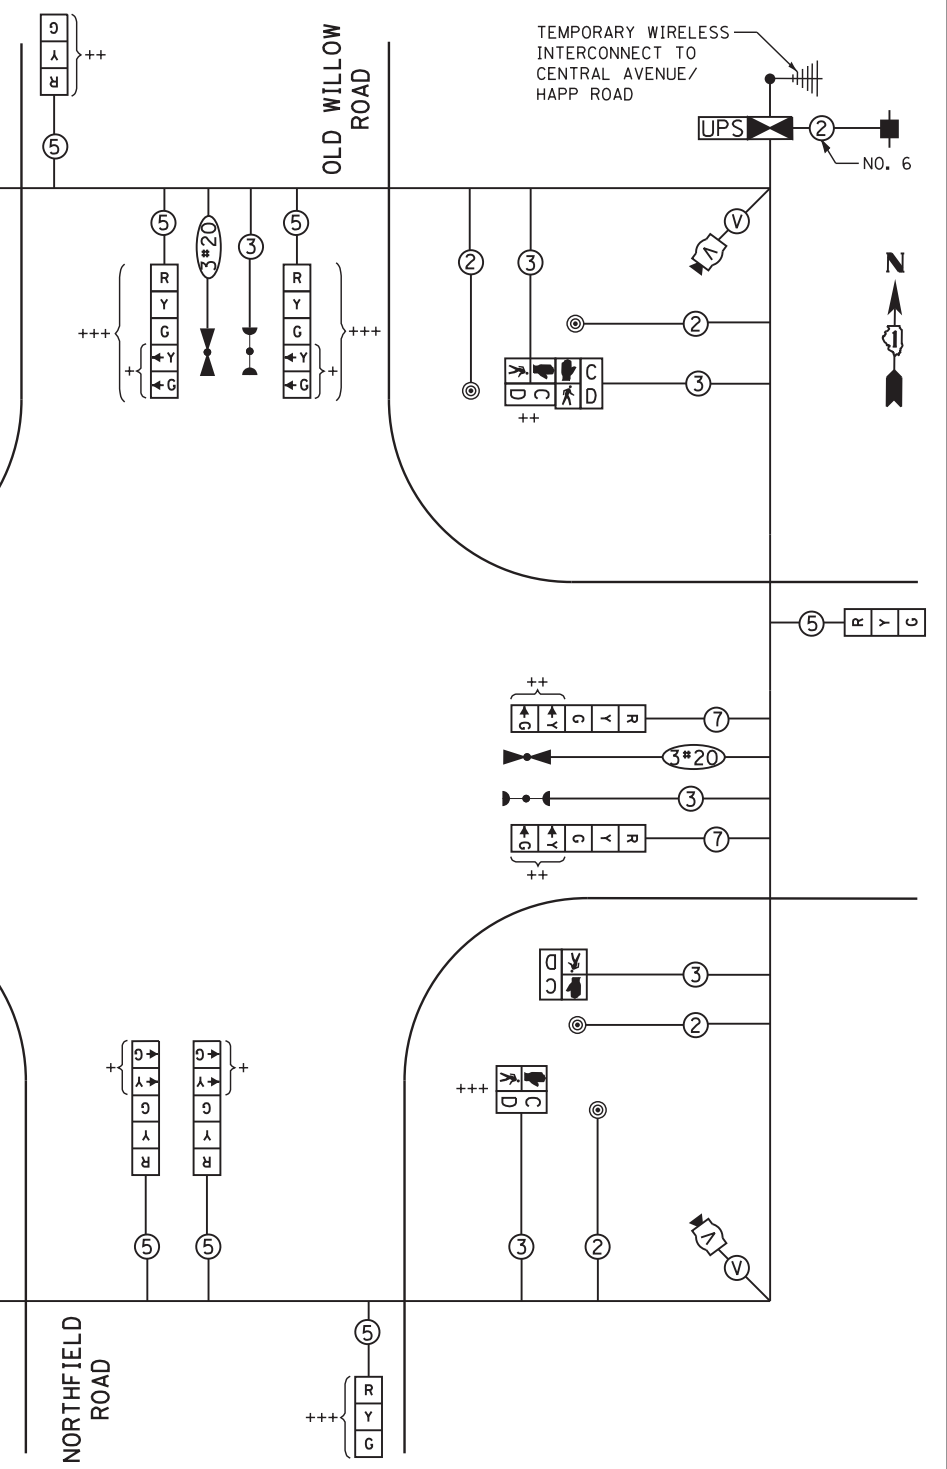 TEMPORARY WIRELESS
INTERCONNECT TO
CENTRAL AVENUE/
HAPP ROAD
OLD WILLOW
ROAD
G
Y
R
++
5
UPS
2
NO. 6
5
3#20
3
5
R
Y
G
Y
G
+++
+
R
Y
G
Y
G
+++
+
2
3
V
V
2
N
1
C
D
D C
3
++
5
R Y G
++
G Y G Y R
7
3#20
3
G Y G Y R
7
++
D
C
3
2
+++
D C
3
2
+
G
Y
G
Y
R
5
G
Y
G
Y
R
+
5
V
V
NORTHFIELD
ROAD
5
+++
R
Y
G